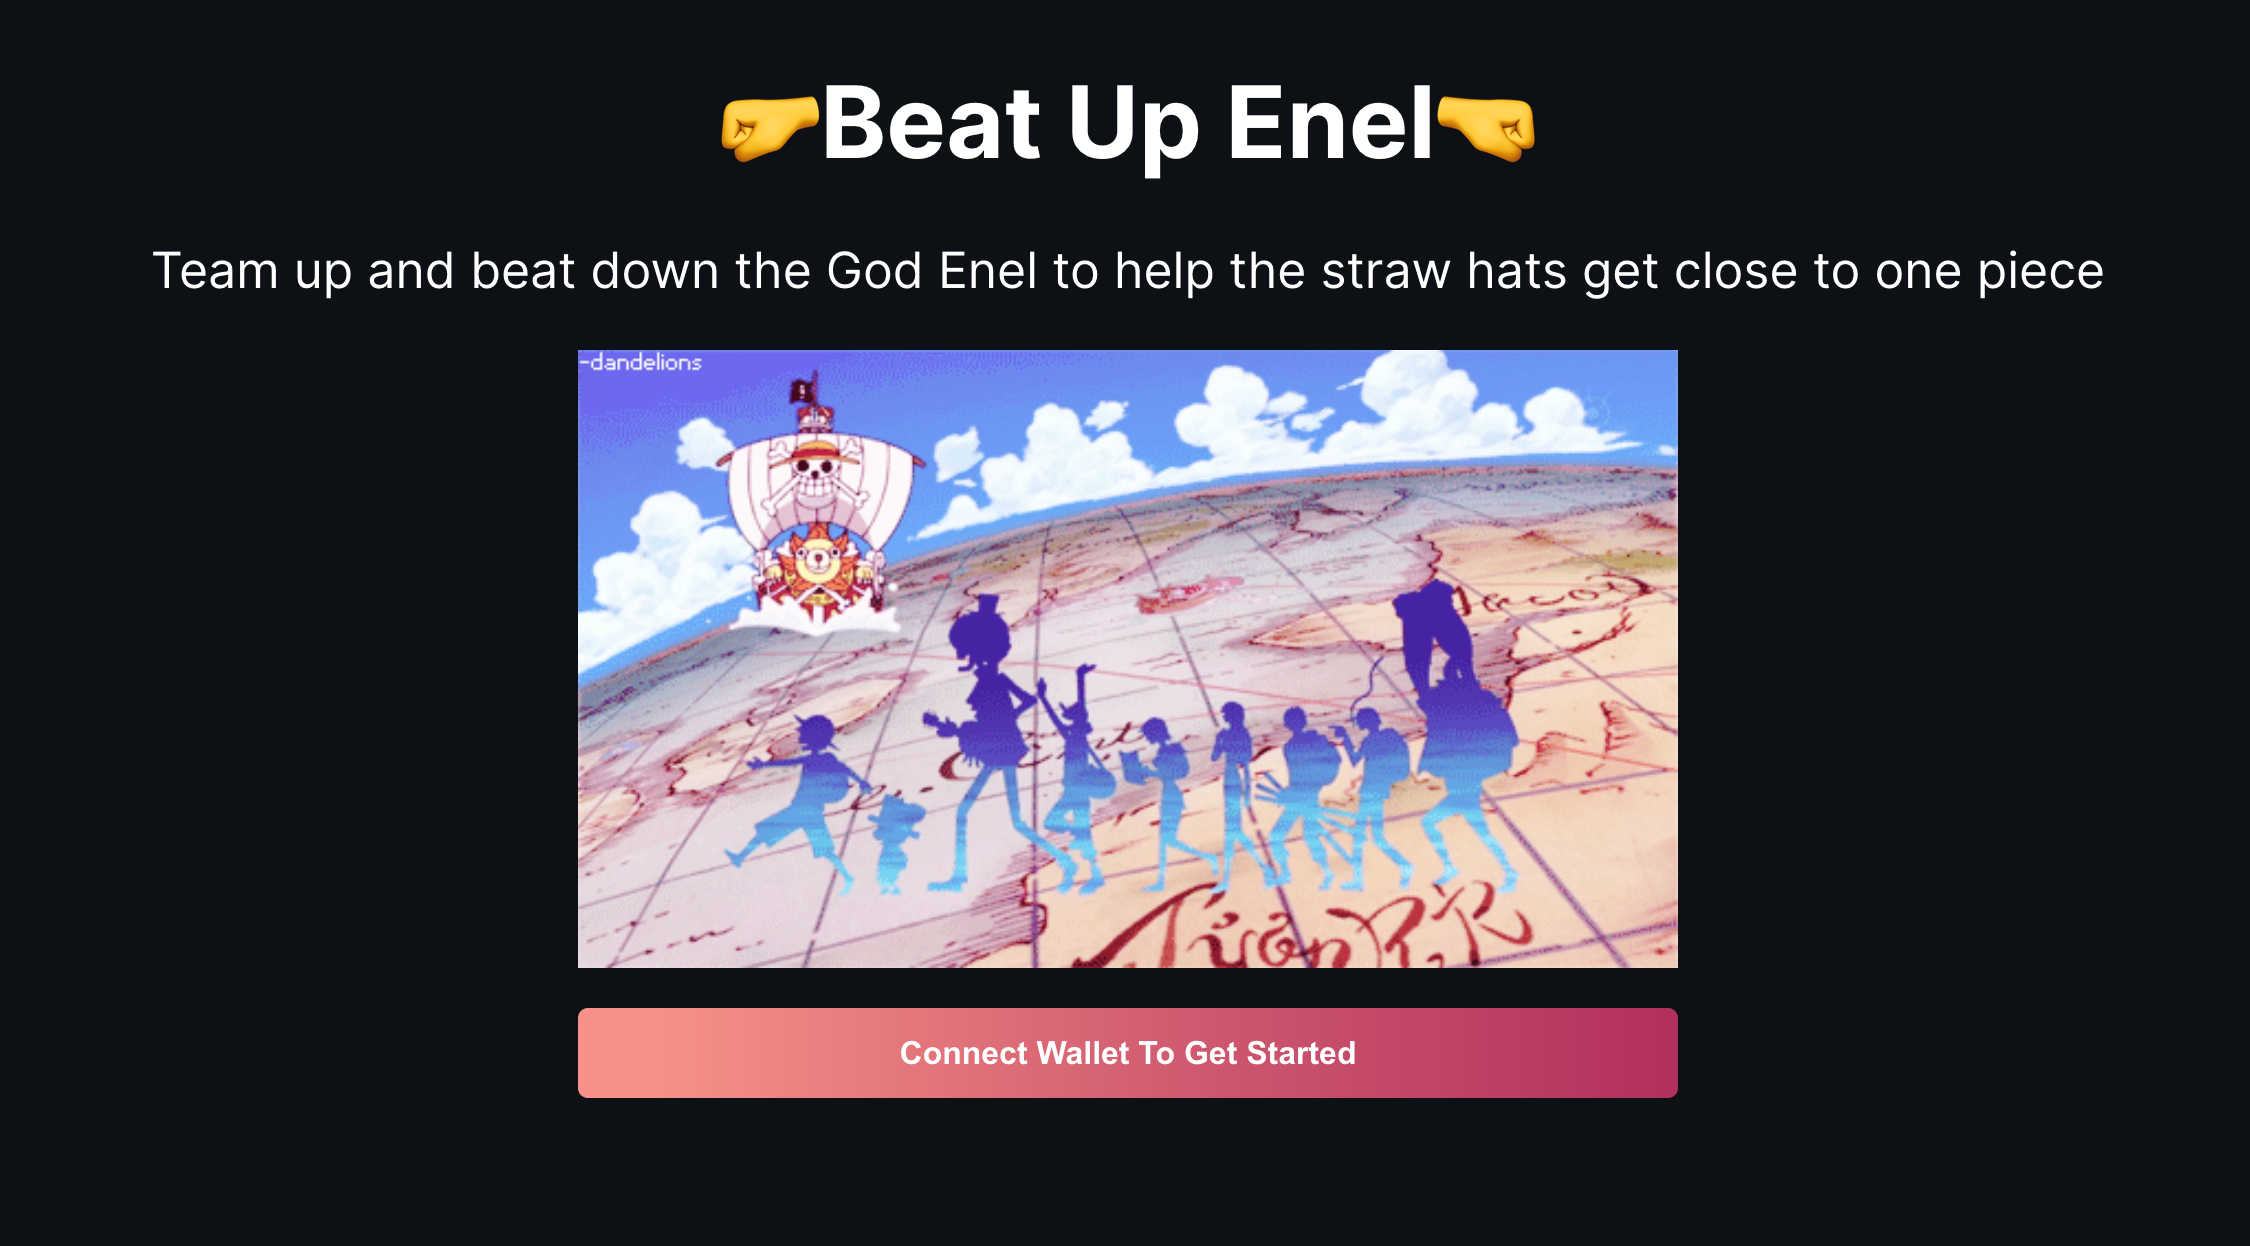 🤛Beat Up Enel🤜
Team up and beat down the God Enel to help the straw hats get close to one piece
-dandelions
Connect Wallet To Get Started